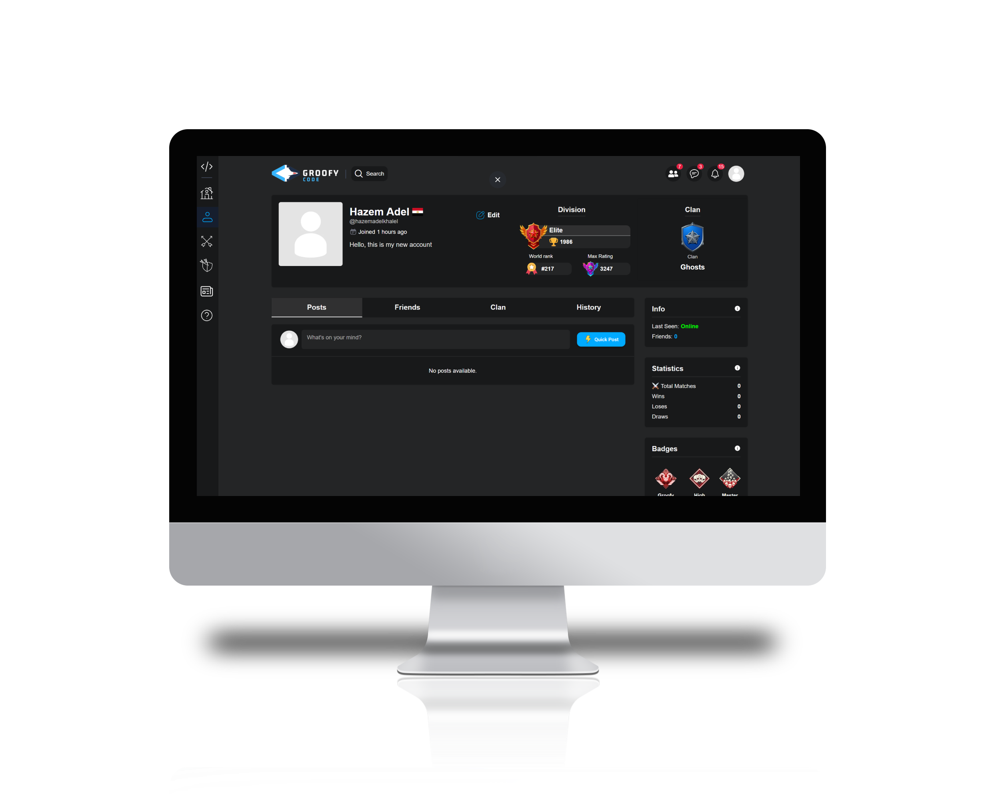 GROOFY
CODE
Search
7
3
15
Hazem Adel
@hazemadelkhalel
Joined 1 hours ago
Hello, this is my new account
Edit
Division
Elite
1986
World rank
Max Rating
#217
3247
Clan
Clan
Ghosts
Posts
Friends
Clan
History
What's on your mind?
Quick Post
No posts available.
Info
Last Seen: Online
Friends: 0
Statistics
Total Matches 0
Wins 0
Loses 0
Draws 0
Badges
Groofy
High
Master